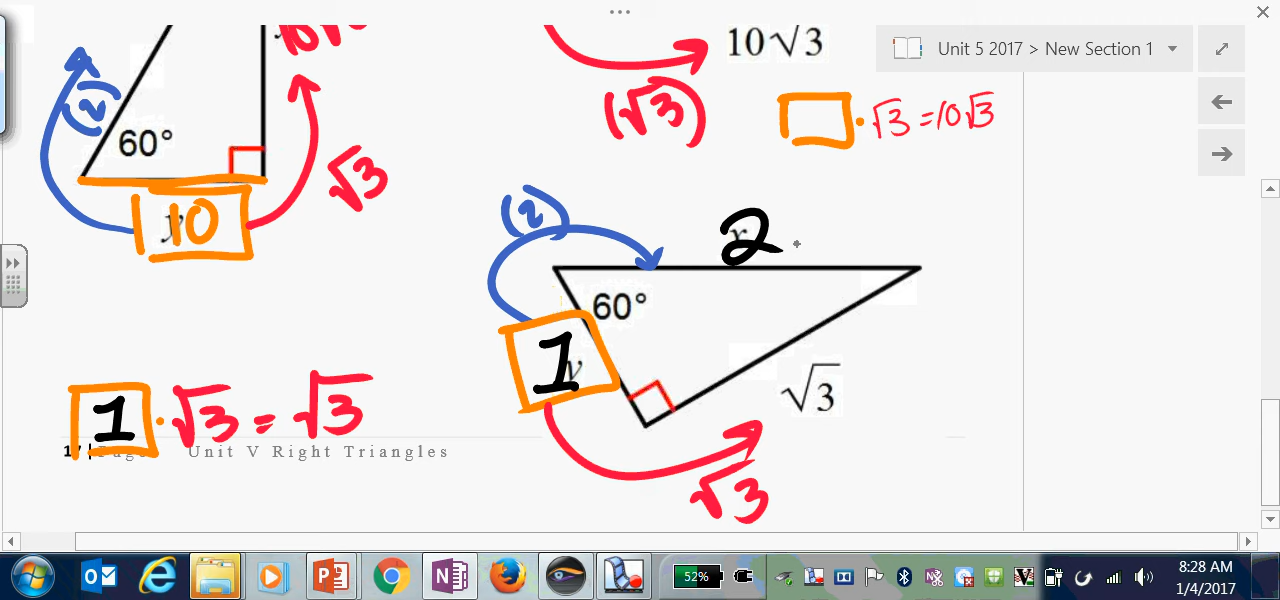 10√3
Unit 5 2017 > New Section 1
(2)
60°
(√3)
□ · √3 = 10√3
√3
10
(2)
2
60°
1
√3
1 · √3 = √3
17 | Page Unit V Right Triangles
√3
52%
8:28 AM
1/4/2017